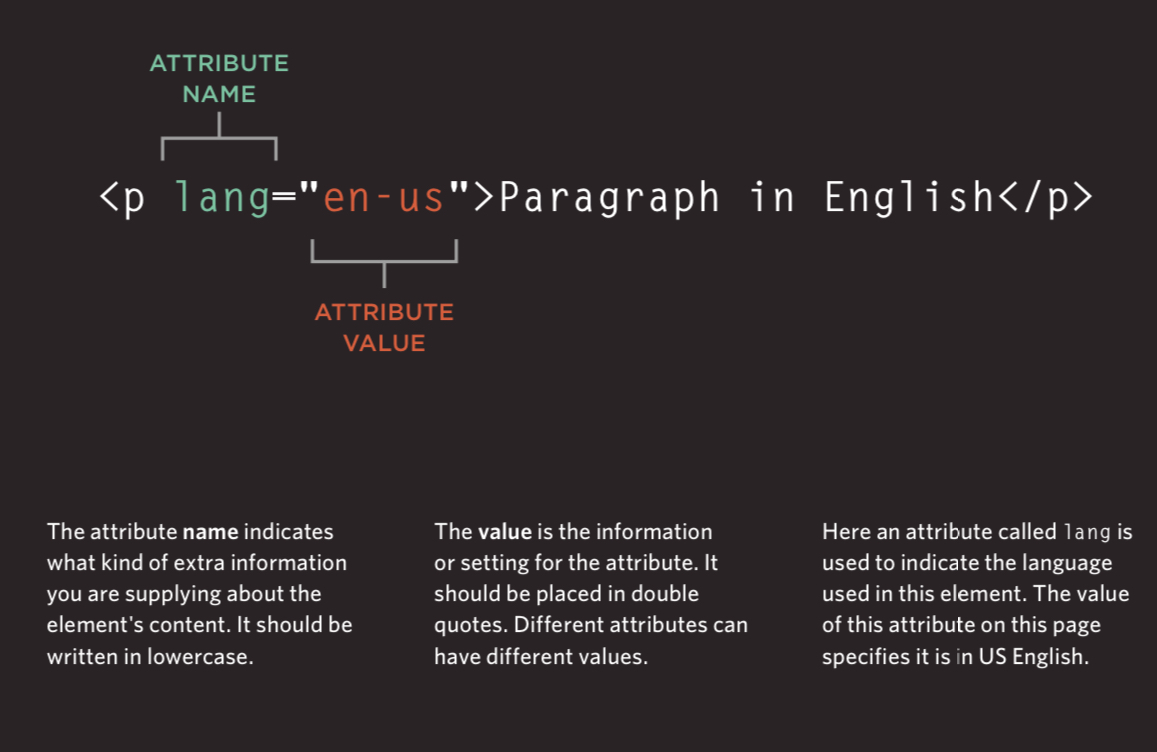 ATTRIBUTE
NAME
<p lang="en-us">Paragraph in English</p>
ATTRIBUTE
VALUE
The attribute name indicates
what kind of extra information
you are supplying about the
element's content. It should be
written in lowercase.
The value is the information
or setting for the attribute. It
should be placed in double
quotes. Different attributes can
have different values.
Here an attribute called lang is
used to indicate the language
used in this element. The value
of this attribute on this page
specifies it is in US English.